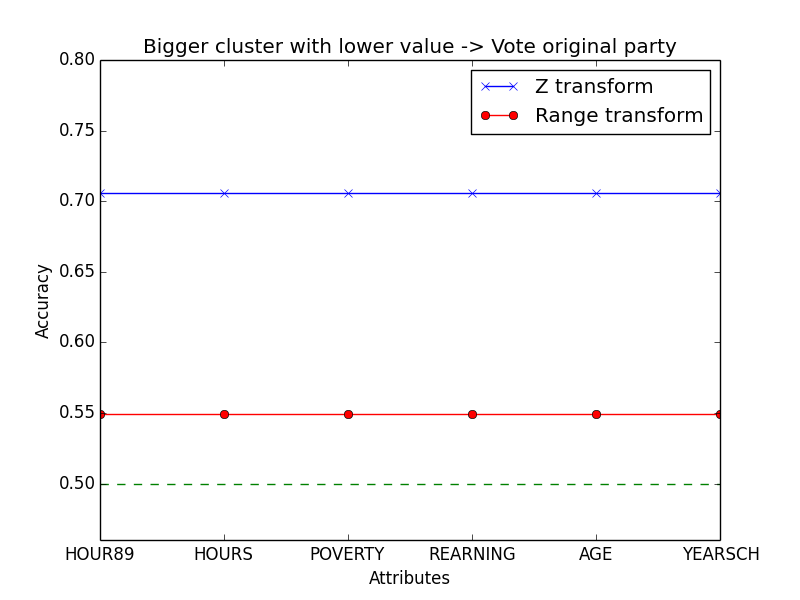 Bigger cluster with lower value -> Vote original party
Z transform
Range transform
0.80
0.75
0.70
0.65
0.60
0.55
0.50
Accuracy
HOUR89 HOURS POVERTY REARNING AGE YEARSCH
Attributes